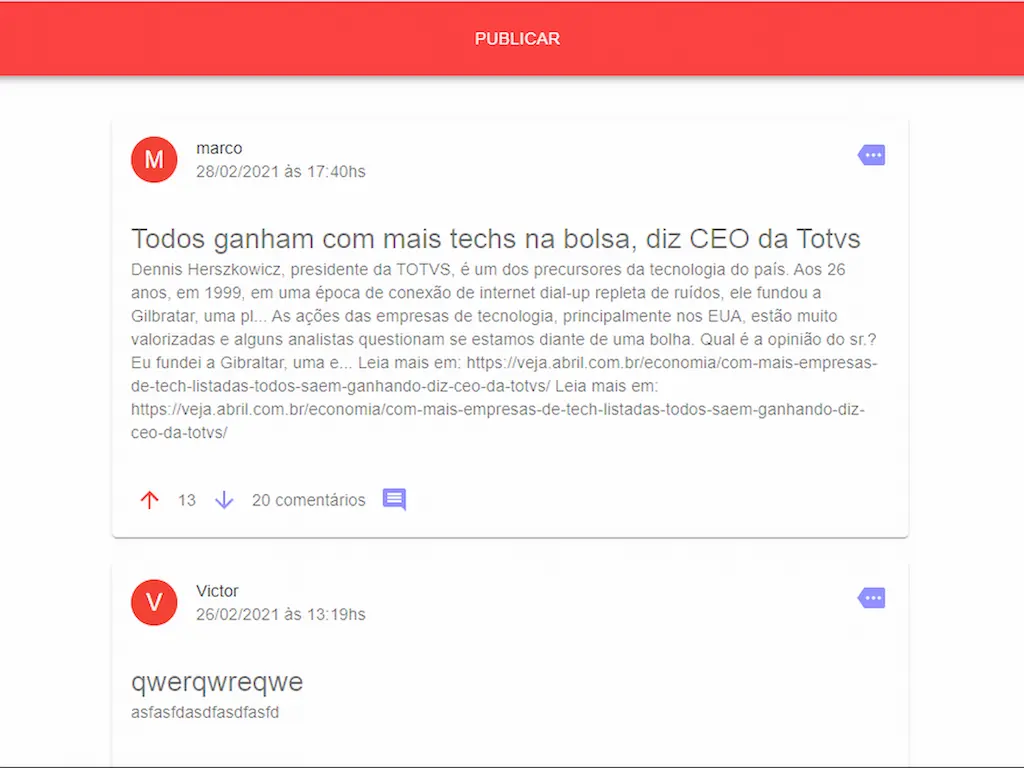 PUBLICAR
M
marco
28/02/2021 às 17:40hs
Todos ganham com mais techs na bolsa, diz CEO da Totvs
Dennis Herszkowicz, presidente da TOTVS, é um dos precursores da tecnologia do país. Aos 26
anos, em 1999, em uma época de conexão de internet dial-up repleta de ruídos, ele fundou a
Gilbratar, uma pl... As ações das empresas de tecnologia, principalmente nos EUA, estão muito
valorizadas e alguns analistas questionam se estamos diante de uma bolha. Qual é a opinião do sr.?
Eu fundei a Gibraltar, uma e... Leia mais em: https://veja.abril.com.br/economia/com-mais-empresas-
de-tech-listadas-todos-saem-ganhando-diz-ceo-da-totvs/ Leia mais em:
https://veja.abril.com.br/economia/com-mais-empresas-de-tech-listadas-todos-saem-ganhando-diz-
ceo-da-totvs/
13
20 comentários
V
Victor
26/02/2021 às 13:19hs
qwerqwreqwe
asfasfdasdfasdfasfd